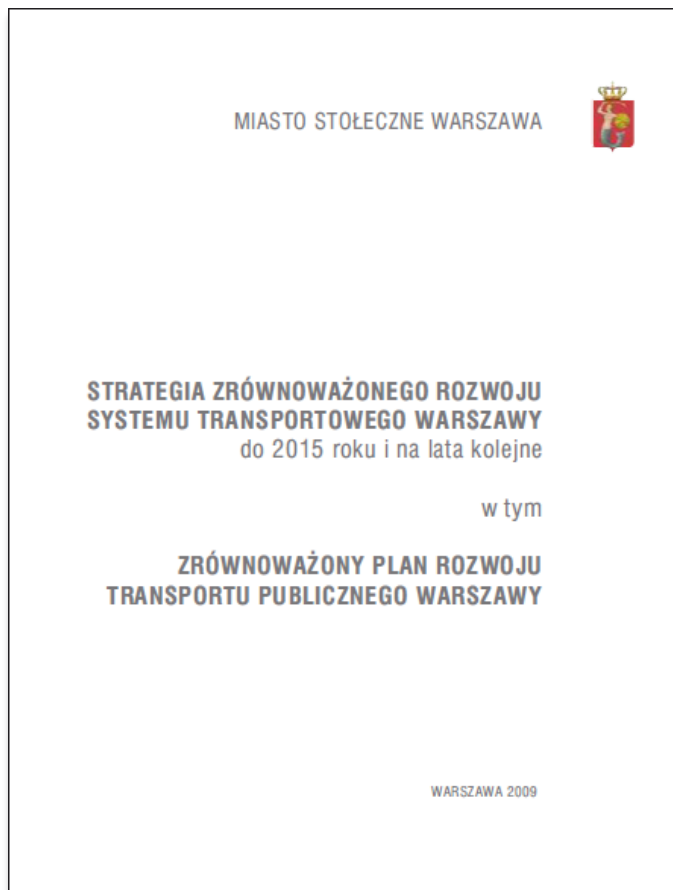 MIASTO STOŁECZNE WARSZAWA
STRATEGIA ZRÓWNOWAŻONEGO ROZWOJU
SYSTEMU TRANSPORTOWEGO WARSZAWY
do 2015 roku i na lata kolejne
w tym
ZRÓWNOWAŻONY PLAN ROZWOJU
TRANSPORTU PUBLICZNEGO WARSZAWY
WARSZAWA 2009